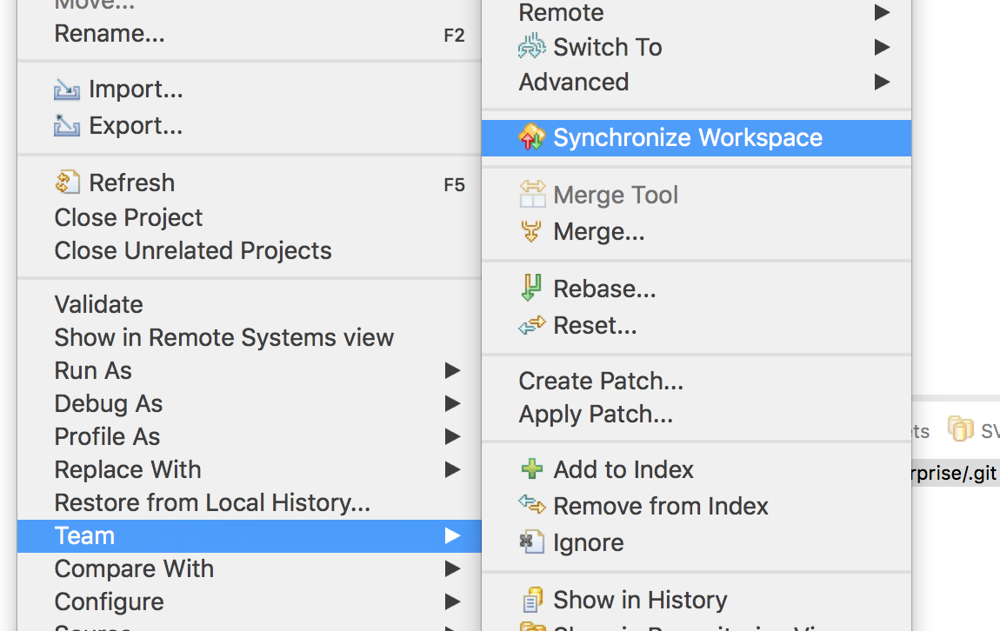 Move...
Rename... F2
Import...
Export...
Refresh F5
Close Project
Close Unrelated Projects
Validate
Show in Remote Systems view
Run As
Debug As
Profile As
Replace With
Restore from Local History...
Team
Compare With
Configure
Source
Remote
Switch To
Advanced
Synchronize Workspace
Merge Tool
Merge...
Rebase...
Reset...
Create Patch...
Apply Patch...
Add to Index
Remove from Index
Ignore
Show in History
ets SV
rprise/.git